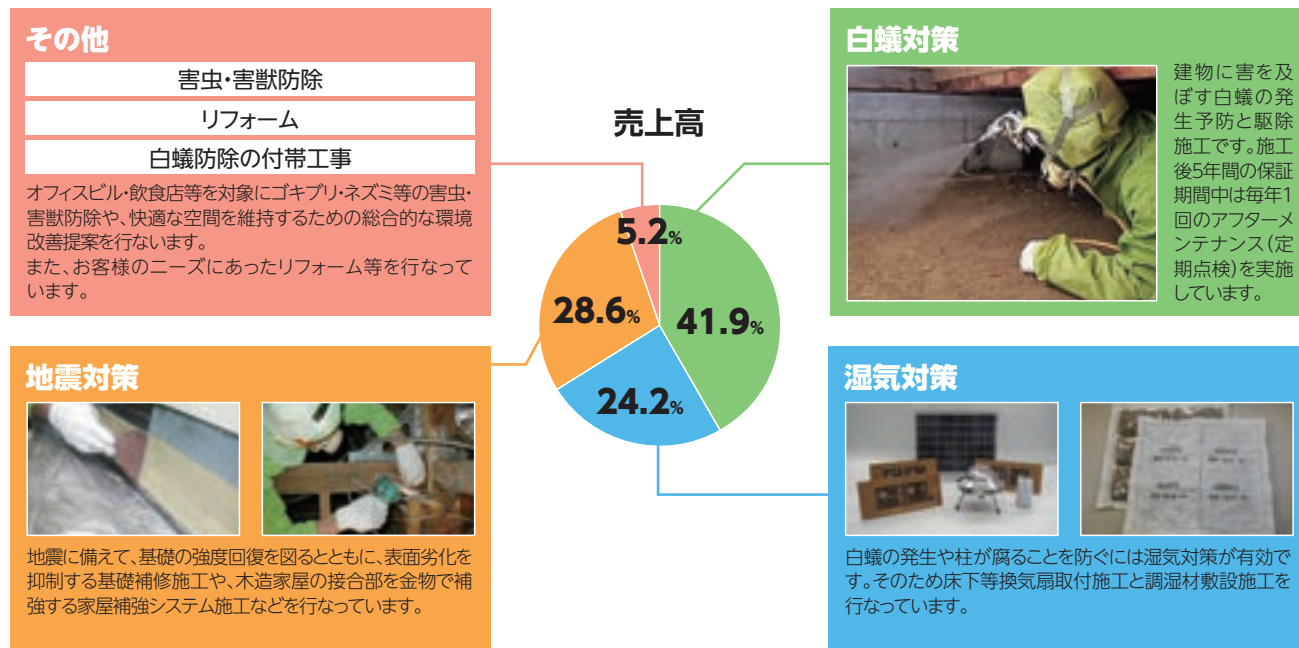 その他
害虫・害獣防除
リフォーム
白蟻防除の付帯工事
オフィスビル・飲食店等を対象にゴキブリ・ネズミ等の害虫・
害獣防除や、快適な空間を維持するための総合的な環境
改善提案を行ないます。
また、お客様のニーズにあったリフォーム等を行なって
います。
売上高
5.2%
28.6%
41.9%
24.2%
白蟻対策
建物に害を及
ぼす白蟻の発
生予防と駆除
施工です。施工
後5年間の保証
期間中は毎年1
回のアフターメ
ンテナンス(定
期点検)を実施
しています。
地震対策
地震に備えて、基礎の強度回復を図るとともに、表面劣化を
抑制する基礎補修施工や、木造家屋の接合部を金物で補
強する家屋補強システム施工などを行なっています。
湿気対策
白蟻の発生や柱が腐ることを防ぐには湿気対策が有効で
す。そのため床下等換気扇取付施工と調湿材敷設施工を
行なっています。